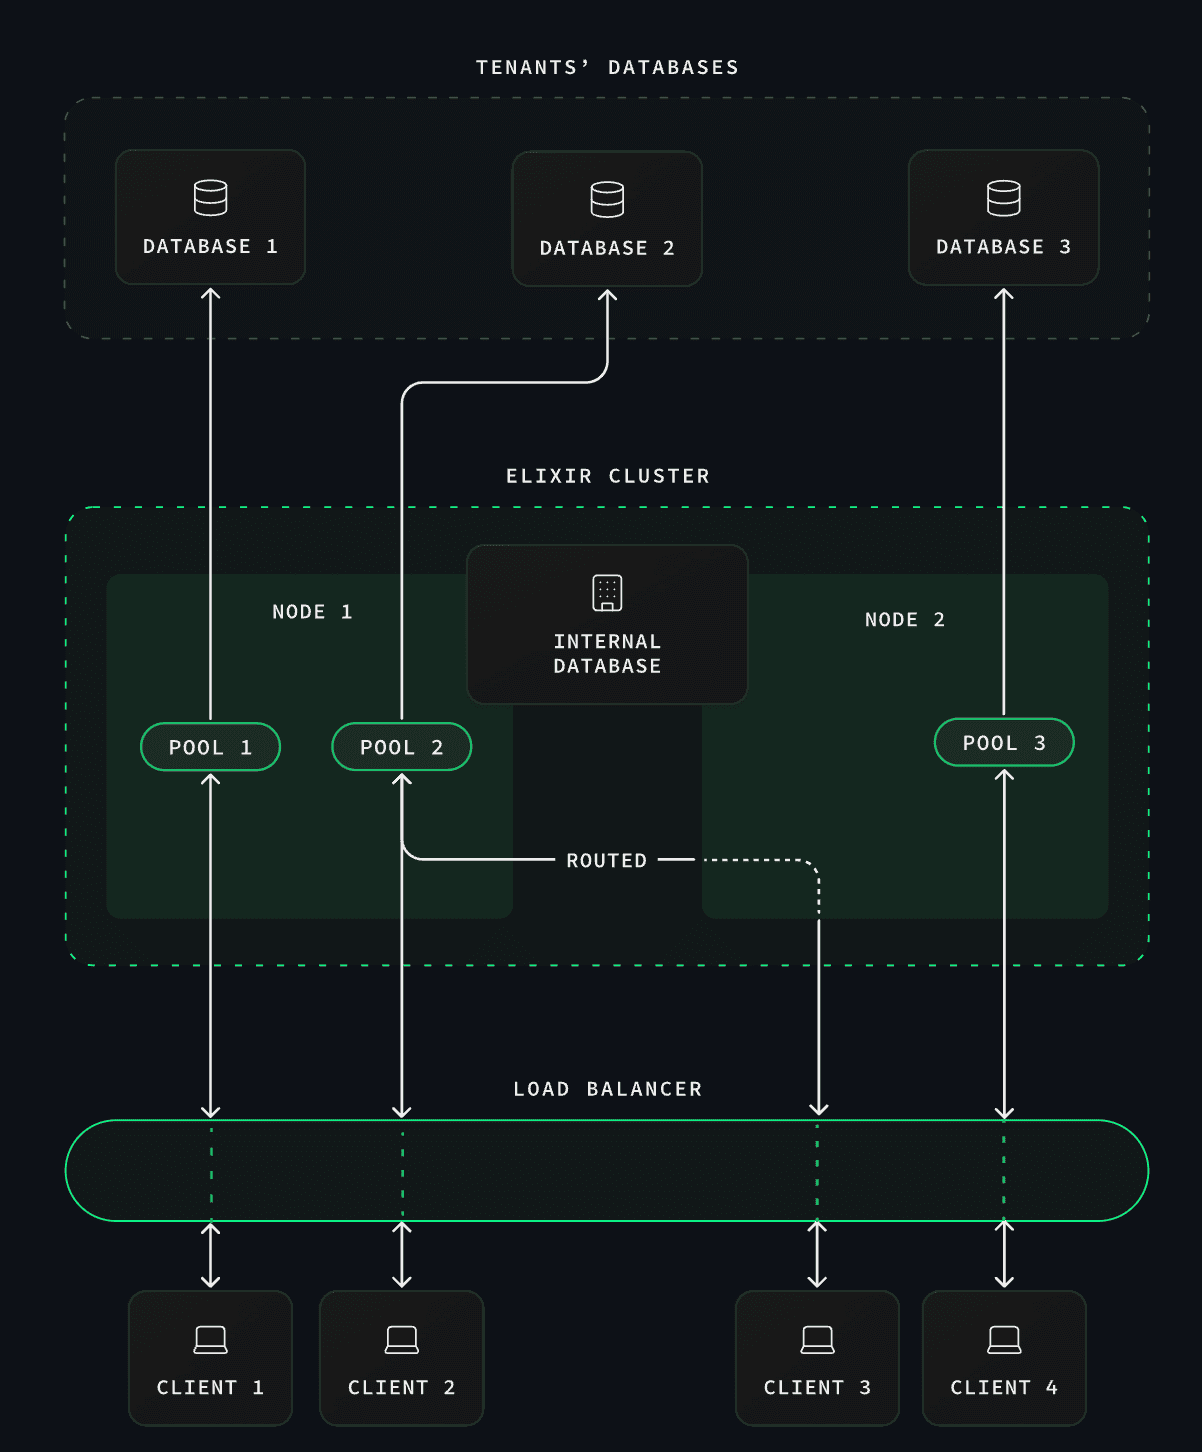 TENANTS’ DATABASES
DATABASE 1
DATABASE 2
DATABASE 3
ELIXIR CLUSTER
NODE 1
INTERNAL
DATABASE
NODE 2
POOL 1
POOL 2
POOL 3
ROUTED
LOAD BALANCER
CLIENT 1
CLIENT 2
CLIENT 3
CLIENT 4